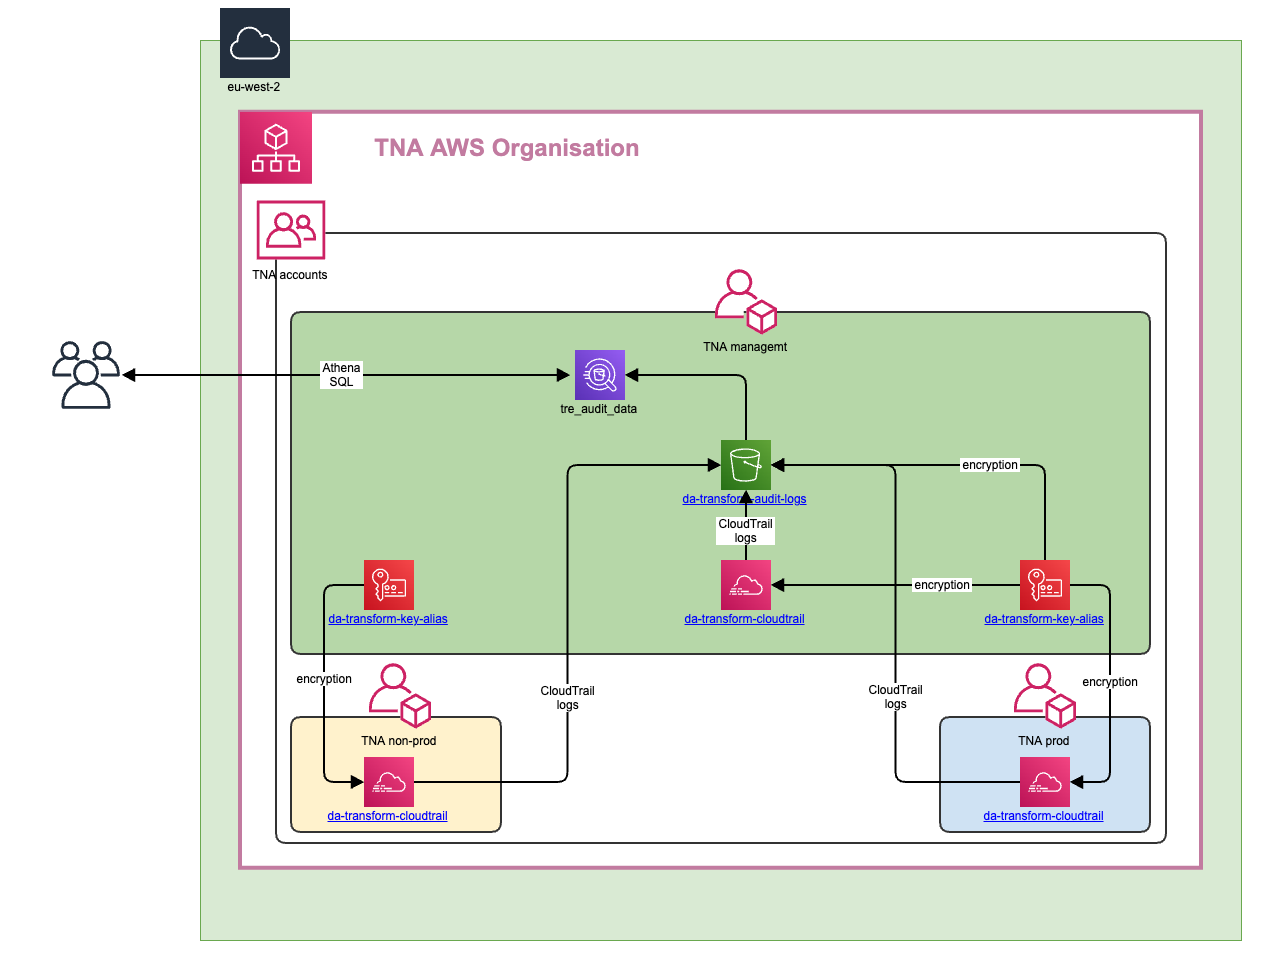 eu-west-2
TNA AWS Organisation
TNA accounts
TNA managemt
Athena
SQL
tre_audit_data
encryption
da-transform-audit-logs
CloudTrail
logs
encryption
da-transform-key-alias
da-transform-cloudtrail
da-transform-key-alias
encryption
CloudTrail
logs
CloudTrail
logs
encryption
TNA non-prod
TNA prod
da-transform-cloudtrail
da-transform-cloudtrail